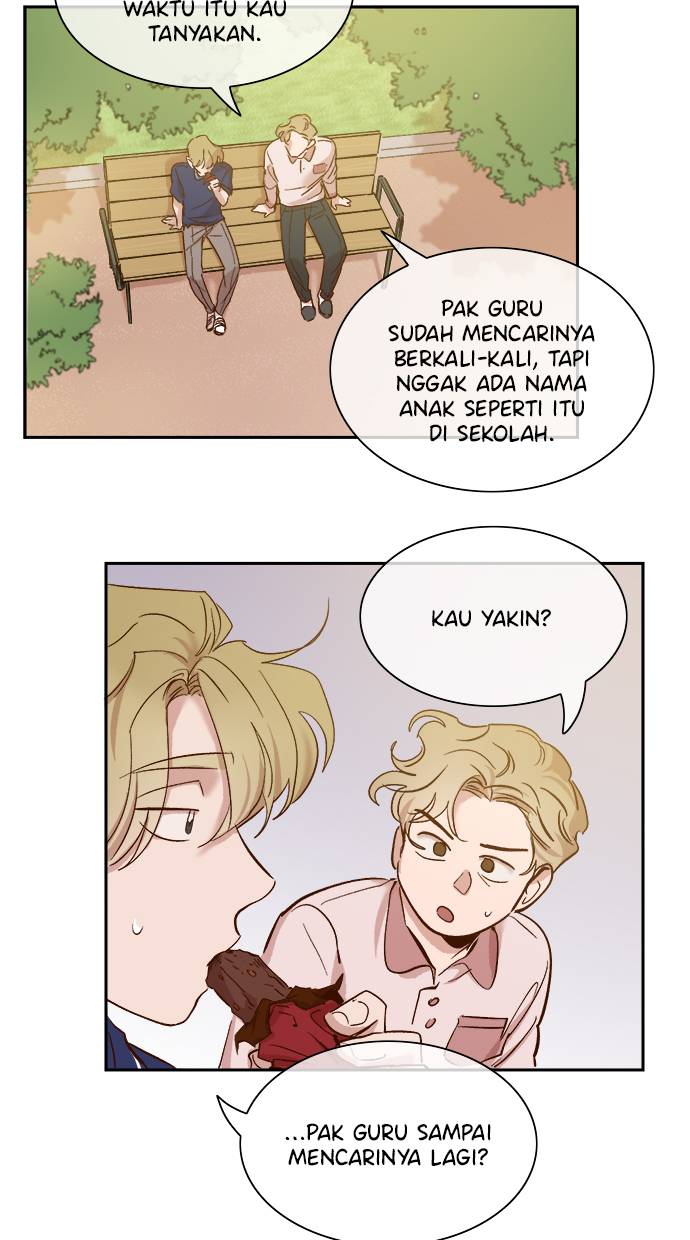 WAKTU ITU KAU
TANYAKAN.
PAK GURU
SUDAH MENCARINYA
BERKALI-KALI, TAPI
NGGAK ADA NAMA
ANAK SEPERTI ITU
DI SEKOLAH.
KAU YAKIN?
...PAK GURU SAMPAI
MENCARINYA LAGI?